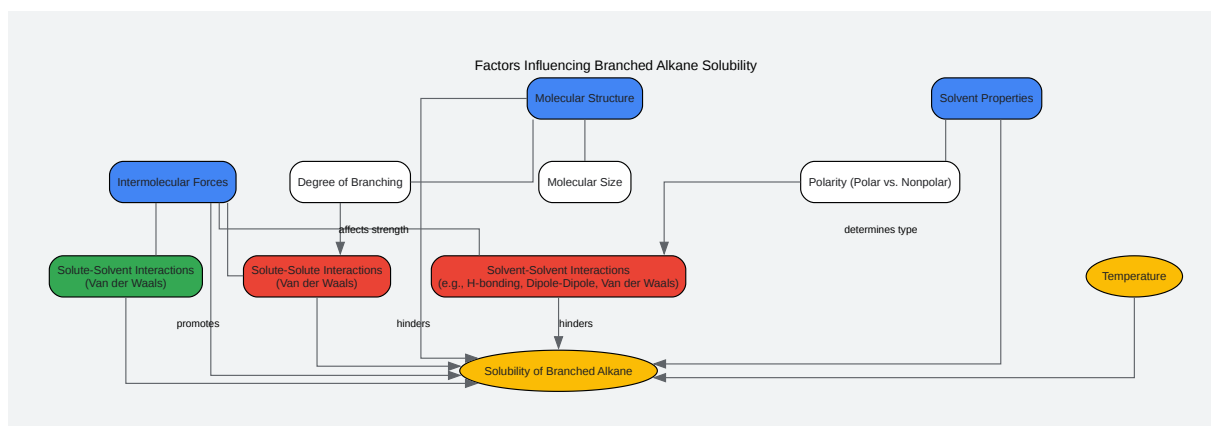 Factors Influencing Branched Alkane Solubility
Molecular Structure
Solvent Properties
Intermolecular Forces
Degree of Branching
Molecular Size
Polarity (Polar vs. Nonpolar)
affects strength
determines type
Solute-Solvent Interactions
(Van der Waals)
Solute-Solute Interactions
(Van der Waals)
Solvent-Solvent Interactions
(e.g., H-bonding, Dipole-Dipole, Van der Waals)
Temperature
promotes
hinders
hinders
Solubility of Branched Alkane